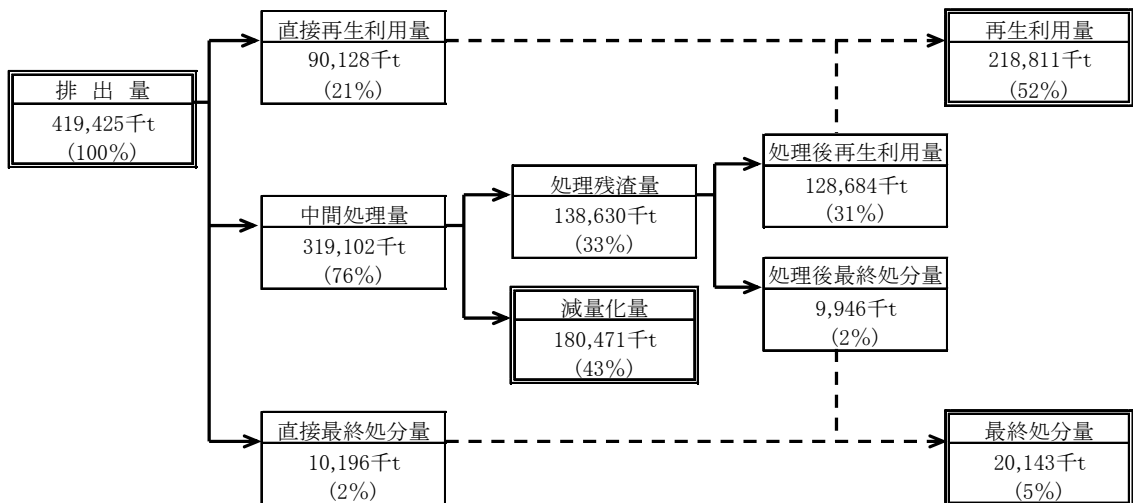 直接再生利用量
90,128千t
(21%)
再生利用量
218,811千t
(52%)
排 出 量
419,425千t
(100%)
処理後再生利用量
128,684千t
(31%)
処理残渣量
138,630千t
(33%)
中間処理量
319,102千t
(76%)
処理後最終処分量
9,946千t
(2%)
減量化量
180,471千t
(43%)
直接最終処分量
10,196千t
(2%)
最終処分量
20,143千t
(5%)